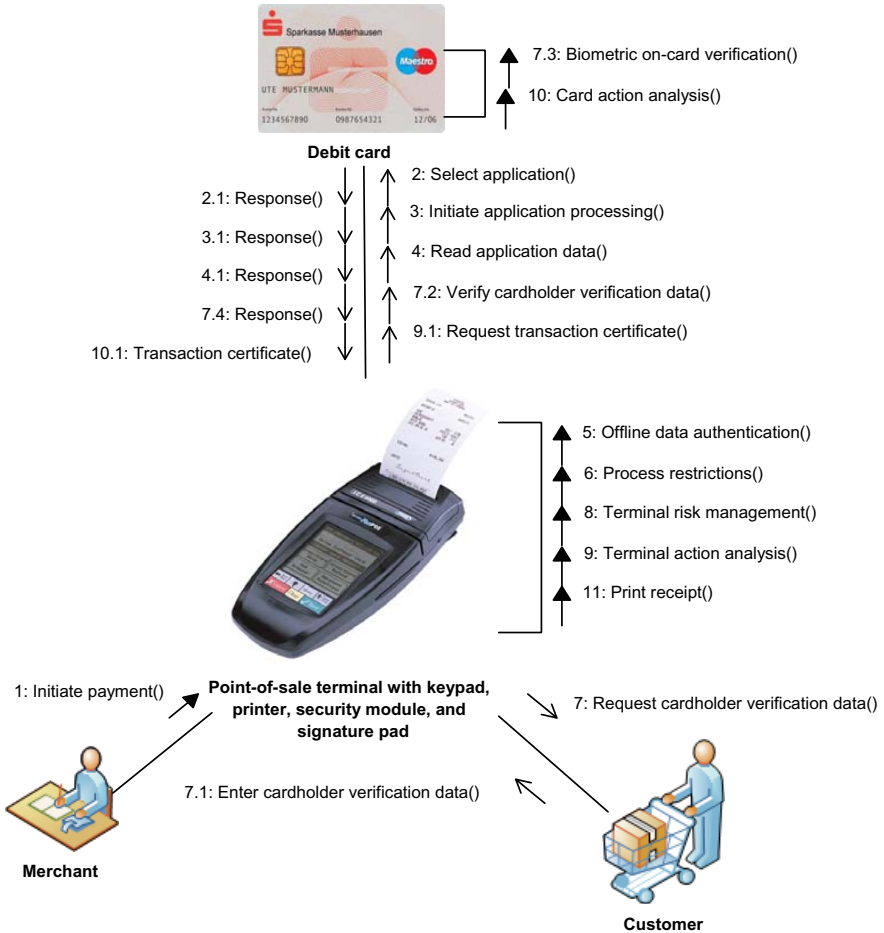 Sparkasse Musterhausen
Maestro
UTE MUSTERMANN
1234567890 0987654321 12/06
7.3: Biometric on-card verification()
10: Card action analysis()
Debit card
2: Select application()
2.1: Response()
3: Initiate application processing()
3.1: Response()
4: Read application data()
4.1: Response()
7.2: Verify cardholder verification data()
7.4: Response()
9.1: Request transaction certificate()
10.1: Transaction certificate()
5: Offline data authentication()
6: Process restrictions()
8: Terminal risk management()
9: Terminal action analysis()
11: Print receipt()
1: Initiate payment()
Point-of-sale terminal with keypad,
printer, security module, and
signature pad
7: Request cardholder verification data()
7.1: Enter cardholder verification data()
Merchant
Customer